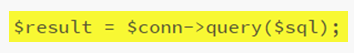 $result = $conn->query($sql);